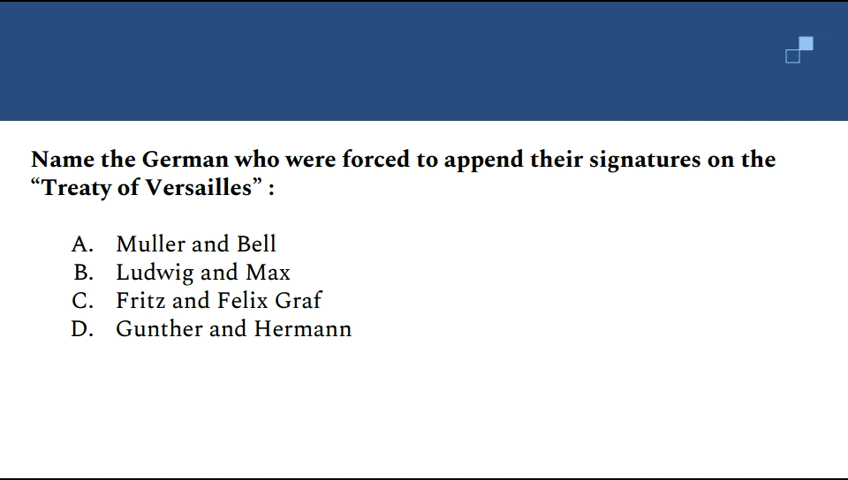 Name the German who were forced to append their signatures on the
“Treaty of Versailles” :
A. Muller and Bell
B. Ludwig and Max
C. Fritz and Felix Graf
D. Gunther and Hermann